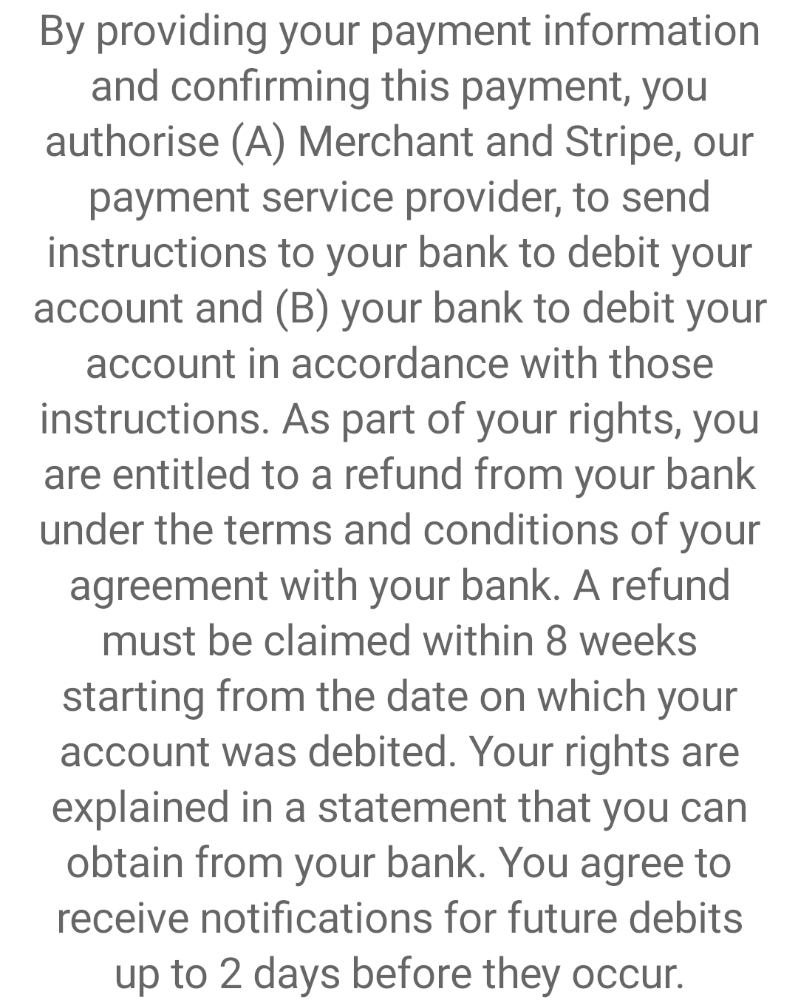 By providing your payment information
and confirming this payment, you
authorise (A) Merchant and Stripe, our
payment service provider, to send
instructions to your bank to debit your
account and (B) your bank to debit your
account in accordance with those
instructions. As part of your rights, you
are entitled to a refund from your bank
under the terms and conditions of your
agreement with your bank. A refund
must be claimed within 8 weeks
starting from the date on which your
account was debited. Your rights are
explained in a statement that you can
obtain from your bank. You agree to
receive notifications for future debits
up to 2 days before they occur.